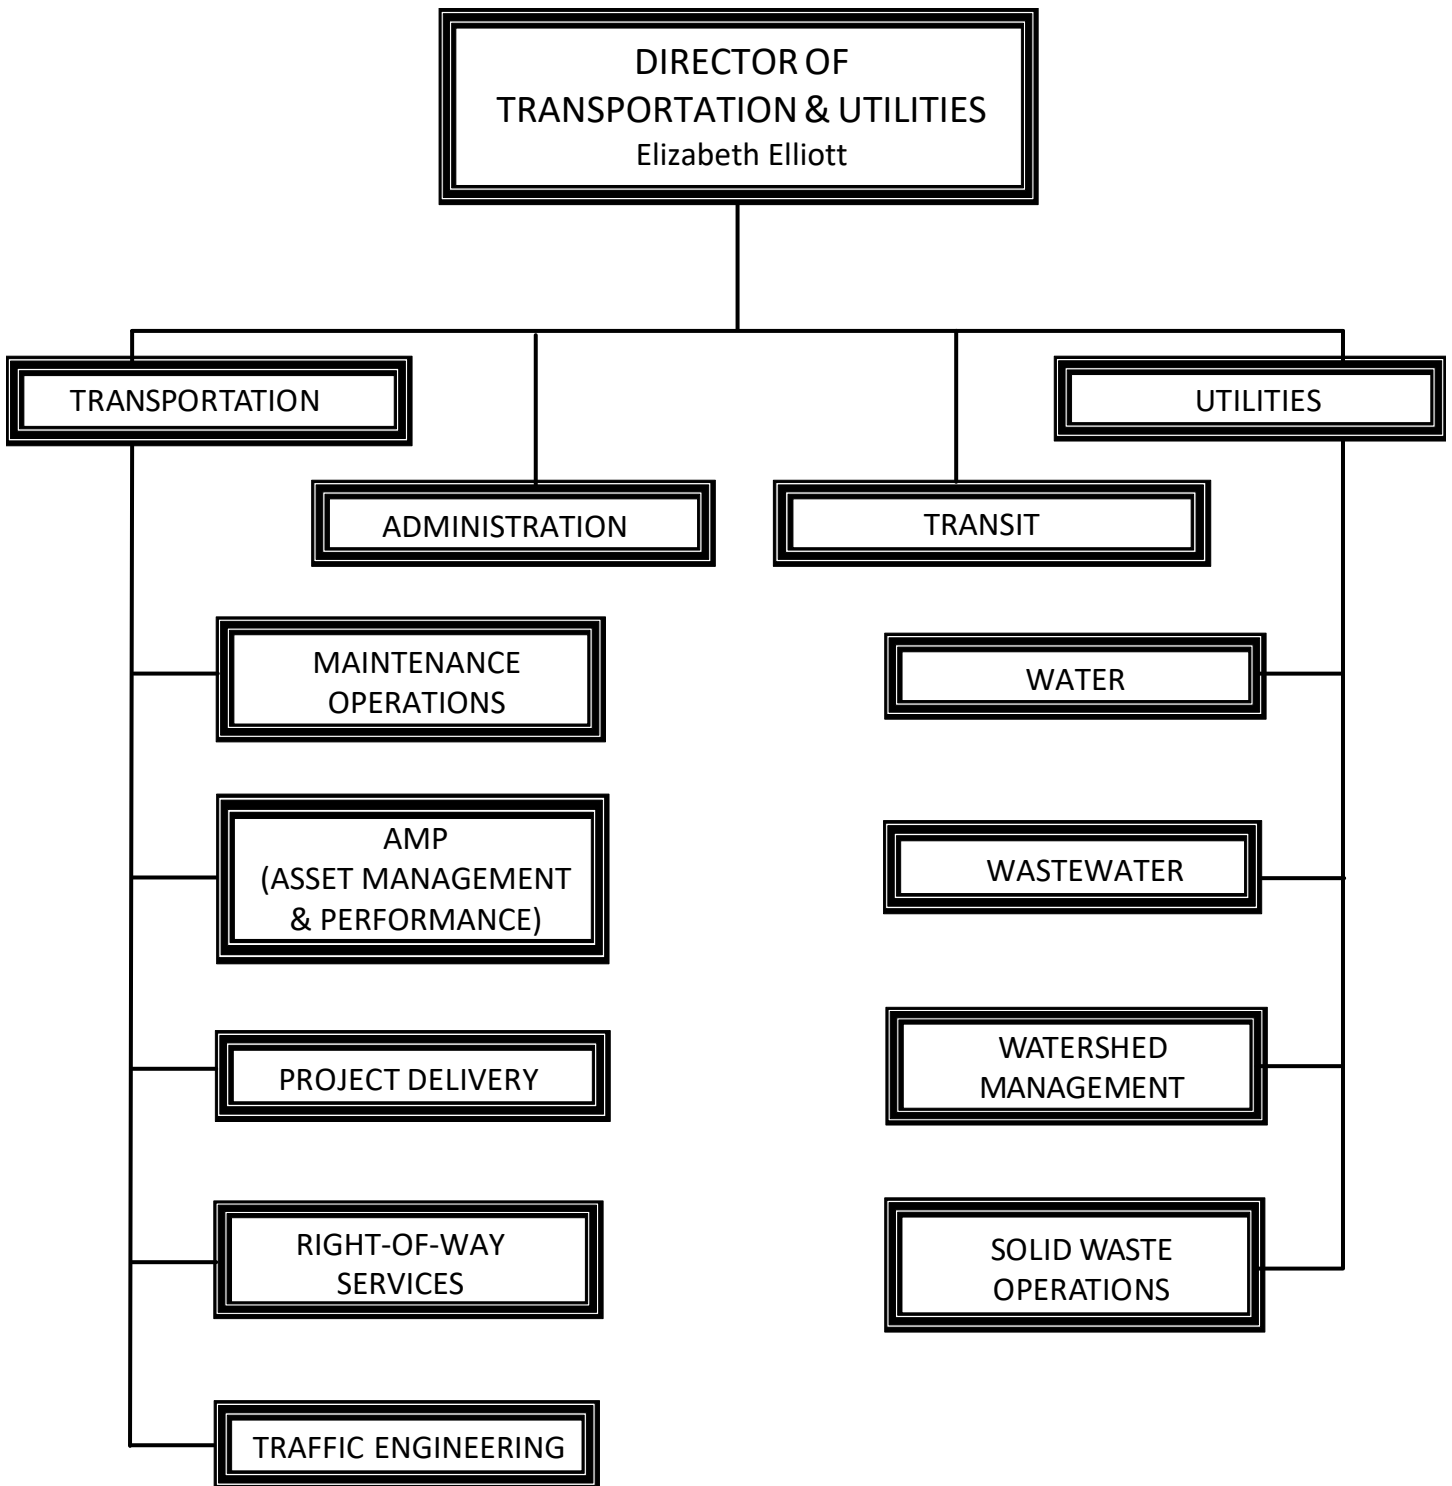 DIRECTOR OF
TRANSPORTATION & UTILITIES
Elizabeth Elliott
TRANSPORTATION
UTILITIES
ADMINISTRATION
TRANSIT
MAINTENANCE
OPERATIONS
WATER
AMP
(ASSET MANAGEMENT
& PERFORMANCE)
WASTEWATER
PROJECT DELIVERY
WATERSHED
MANAGEMENT
RIGHT-OF-WAY
SERVICES
SOLID WASTE
OPERATIONS
TRAFFIC ENGINEERING